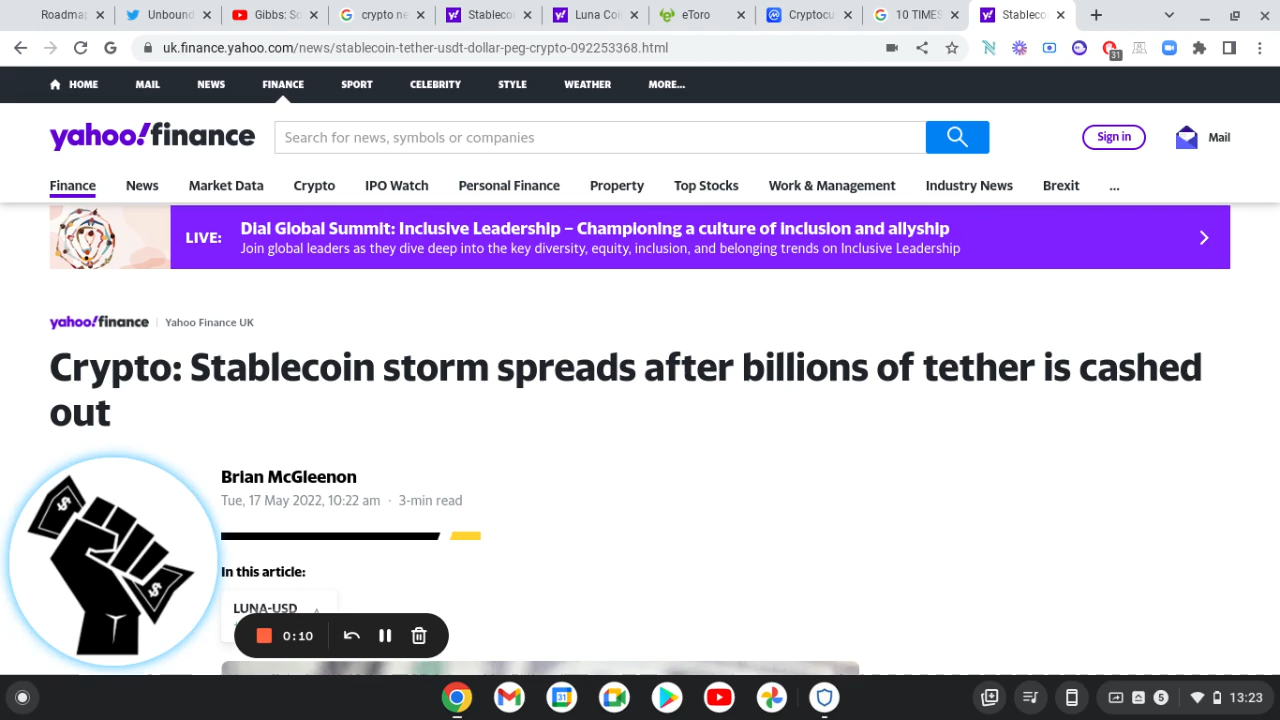 Roadmap Unbound Gibbs: So crypto ne Stableco Luna Coi eToro Cryptocu 10 TIMES Stableco
uk.finance.yahoo.com/news/stablecoin-tether-usdt-dollar-peg-crypto-092253368.html
31
HOME MAIL NEWS FINANCE SPORT CELEBRITY STYLE WEATHER MORE...
yahoo!finance Search for news, symbols or companies Sign in Mail
Finance News Market Data Crypto IPO Watch Personal Finance Property Top Stocks Work & Management Industry News Brexit ...
LIVE: Dial Global Summit: Inclusive Leadership – Championing a culture of inclusion and allyship
Join global leaders as they dive deep into the key diversity, equity, inclusion, and belonging trends on Inclusive Leadership
yahoo!finance Yahoo Finance UK
Crypto: Stablecoin storm spreads after billions of tether is cashed
out
Brian McGleenon
Tue, 17 May 2022, 10:22 am · 3-min read
In this article:
LUNA-USD
0:10
5 13:23